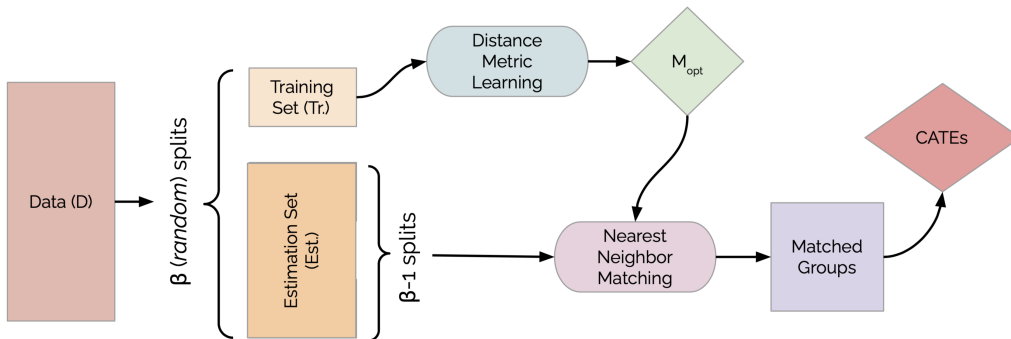 Data (D)
β (random) splits
Training
Set (Tr.)
Estimation Set
(Est.)
β-1 splits
Distance
Metric
Learning
M_opt
Nearest
Neighbor
Matching
Matched
Groups
CATEs